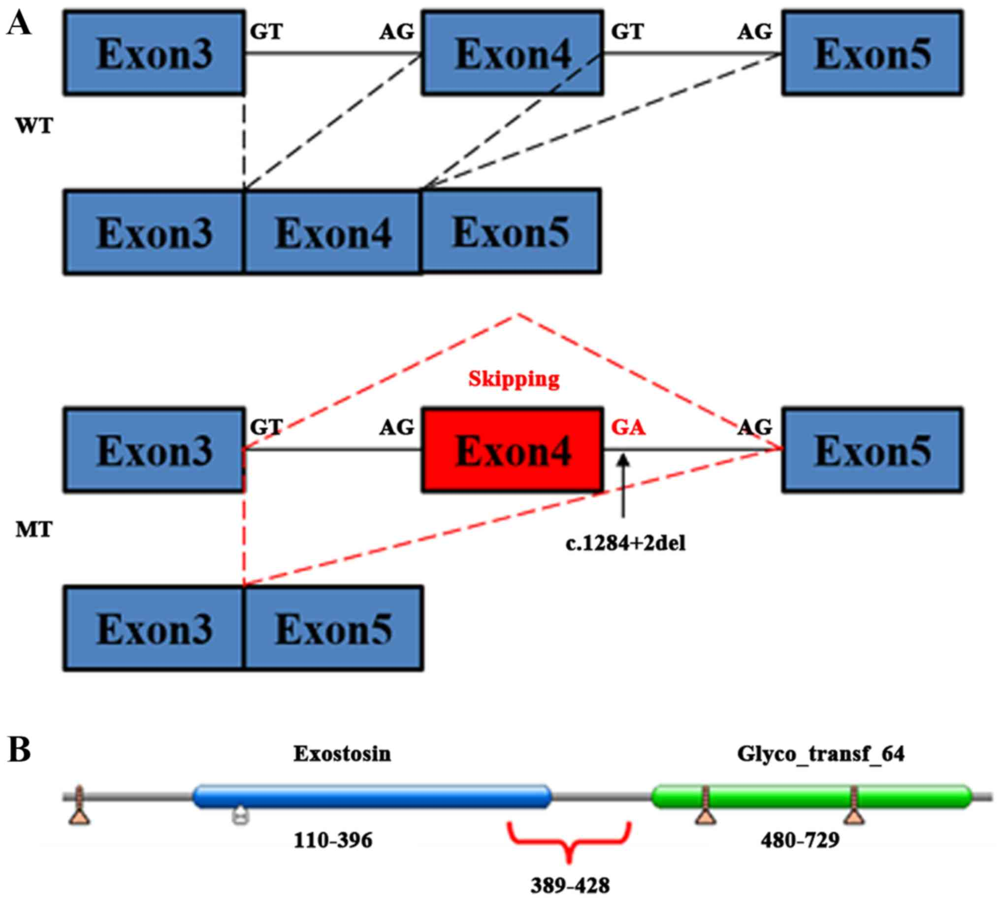 A
Exon3 GT AG Exon4 GT AG Exon5
WT
Exon3 Exon4 Exon5
Skipping
Exon3 GT AG Exon4 GA AG Exon5
MT
c.1284+2del
Exon3 Exon5
B
Exostosin Glyco_transf_64
110-396 480-729
389-428